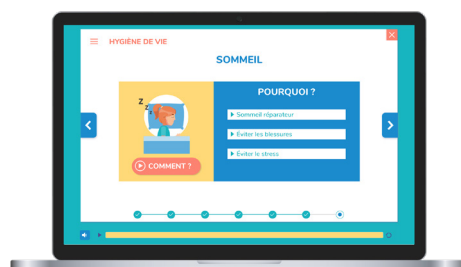 HYGIÈNE DE VIE
SOMMEIL
Z
Z
Z
COMMENT ?
POURQUOI ?
Sommeil réparateur
Éviter les blessures
Éviter le stress